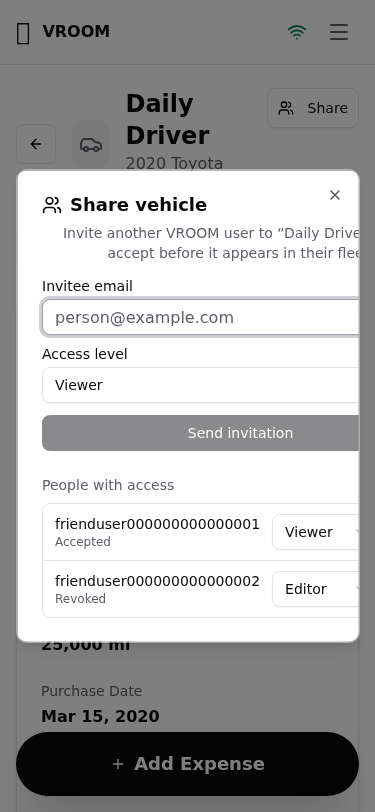 VROOM
Daily
Driver
Share
2020 Toyota
Share vehicle
Invite another VROOM user to “Daily Drive
accept before it appears in their flee
Invitee email
person@example.com
Access level
Viewer
Send invitation
People with access
frienduser000000000000001
Accepted
Viewer
frienduser000000000000002
Revoked
Editor
25,000 mi
Purchase Date
Mar 15, 2020
+ Add Expense